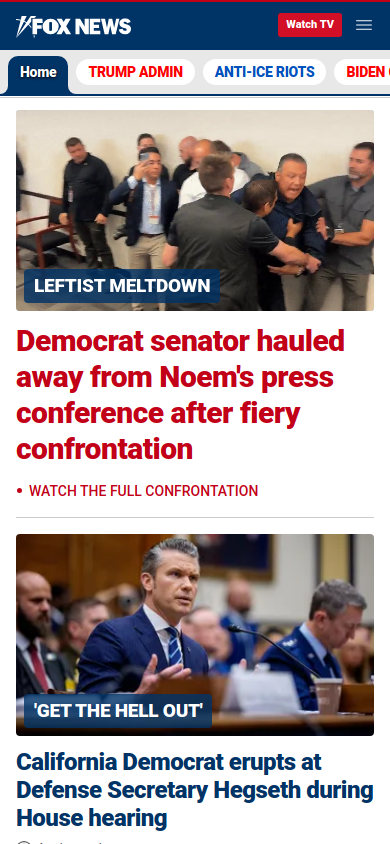 FOX NEWS
Watch TV
Home
TRUMP ADMIN
ANTI-ICE RIOTS
BIDEN
LEFTIST MELTDOWN
Democrat senator hauled
away from Noem's press
conference after fiery
confrontation
• WATCH THE FULL CONFRONTATION
'GET THE HELL OUT'
California Democrat erupts at
Defense Secretary Hegseth during
House hearing